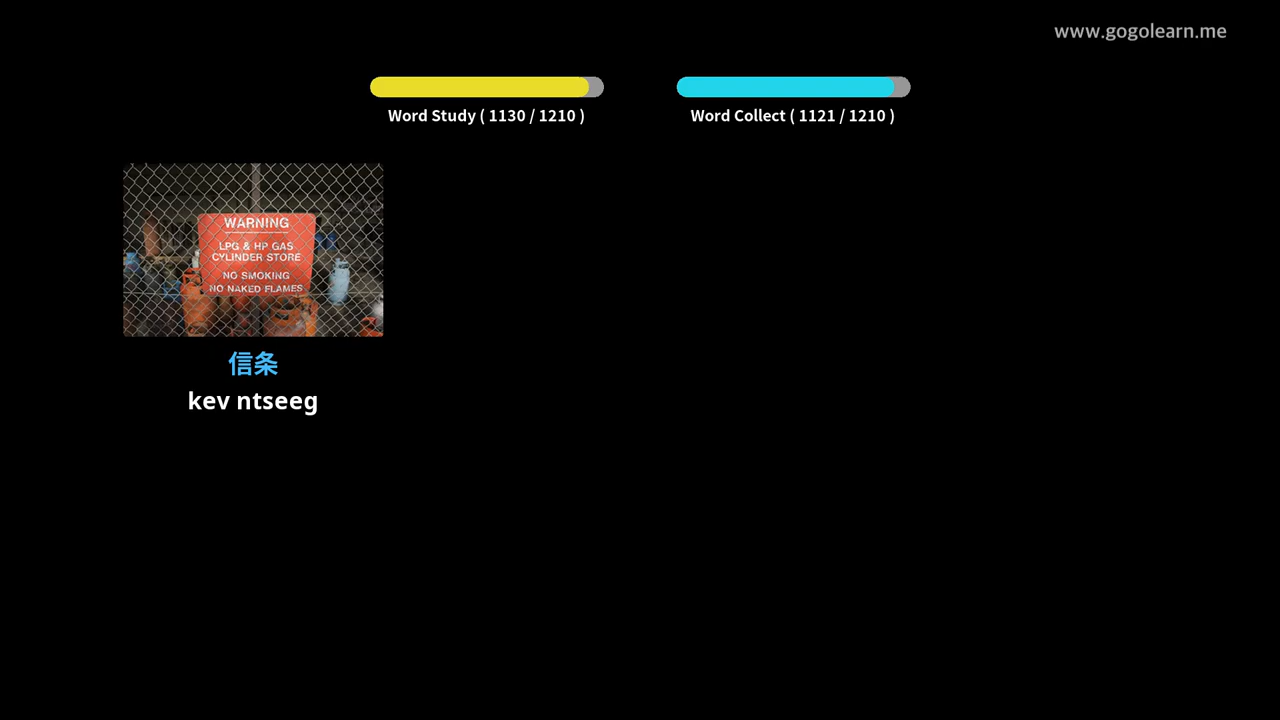 www.gogolearn.me
Word Study ( 1130 / 1210 )
Word Collect ( 1121 / 1210 )
WARNING
LPG & HP GAS
CYLINDER STORE
NO SMOKING
NO NAKED FLAMES
信条
kev ntseeg